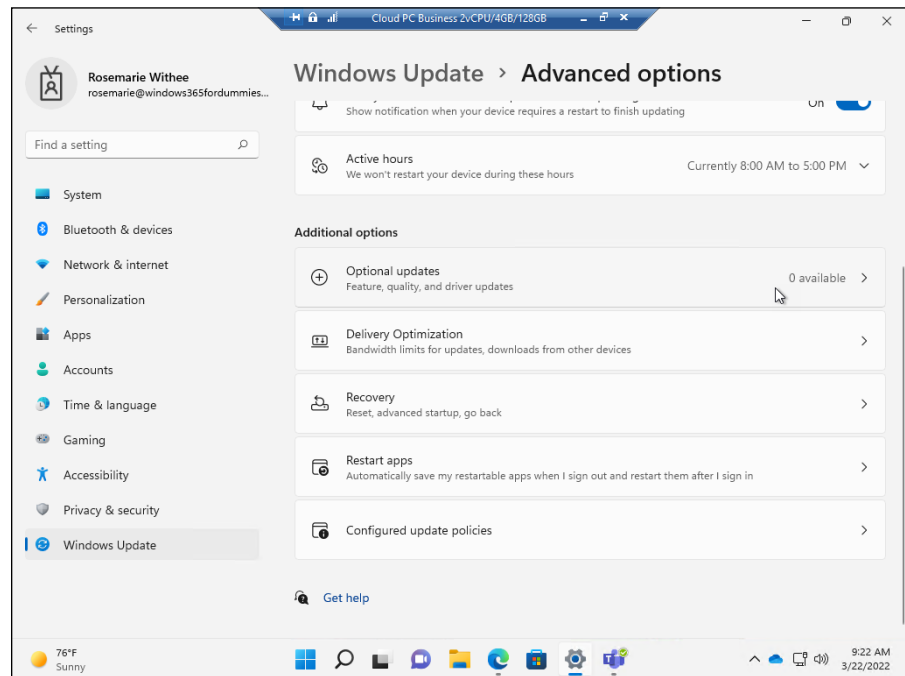 Cloud PC Business 2vCPU/4GB/128GB
Settings
Rosemarie Withee
rosemarie@windows365fordummies...
Find a setting
System
Bluetooth & devices
Network & internet
Personalization
Apps
Accounts
Time & language
Gaming
Accessibility
Privacy & security
Windows Update
Windows Update > Advanced options
Show notification when your device requires a restart to finish updating
On
Active hours
We won't restart your device during these hours
Currently 8:00 AM to 5:00 PM
Additional options
Optional updates
Feature, quality, and driver updates
0 available
Delivery Optimization
Bandwidth limits for updates, downloads from other devices
Recovery
Reset, advanced startup, go back
Restart apps
Automatically save my restartable apps when I sign out and restart them after I sign in
Configured update policies
Get help
76°F
Sunny
9:22 AM
3/22/2022